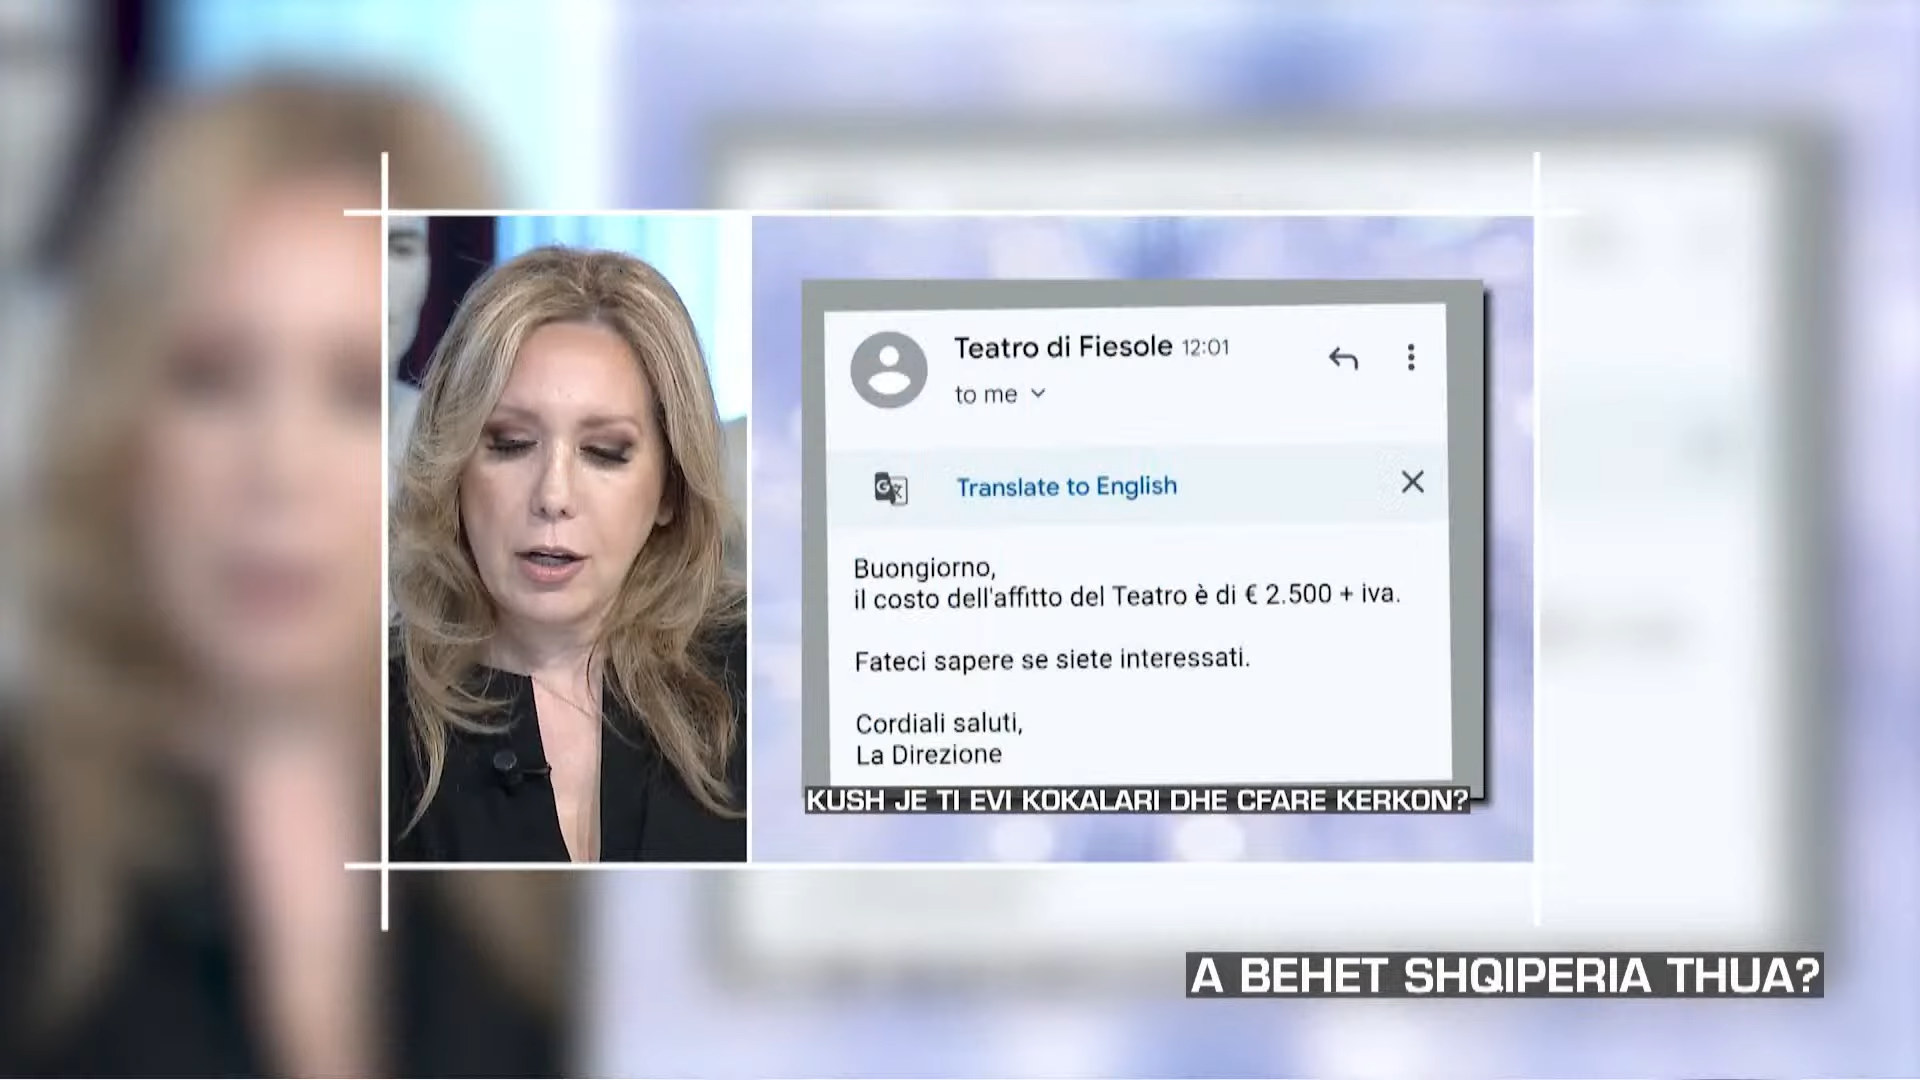 Teatro di Fiesole 12:01
to me
Translate to English
Buongiorno,
il costo dell'affitto del Teatro è di € 2.500 + iva.
Fateci sapere se siete interessati.
Cordiali saluti,
La Direzione
KUSH JE TI EVI KOKALARI DHE CFARE KERKON?
A BEHET SHQIPERIA THUA?